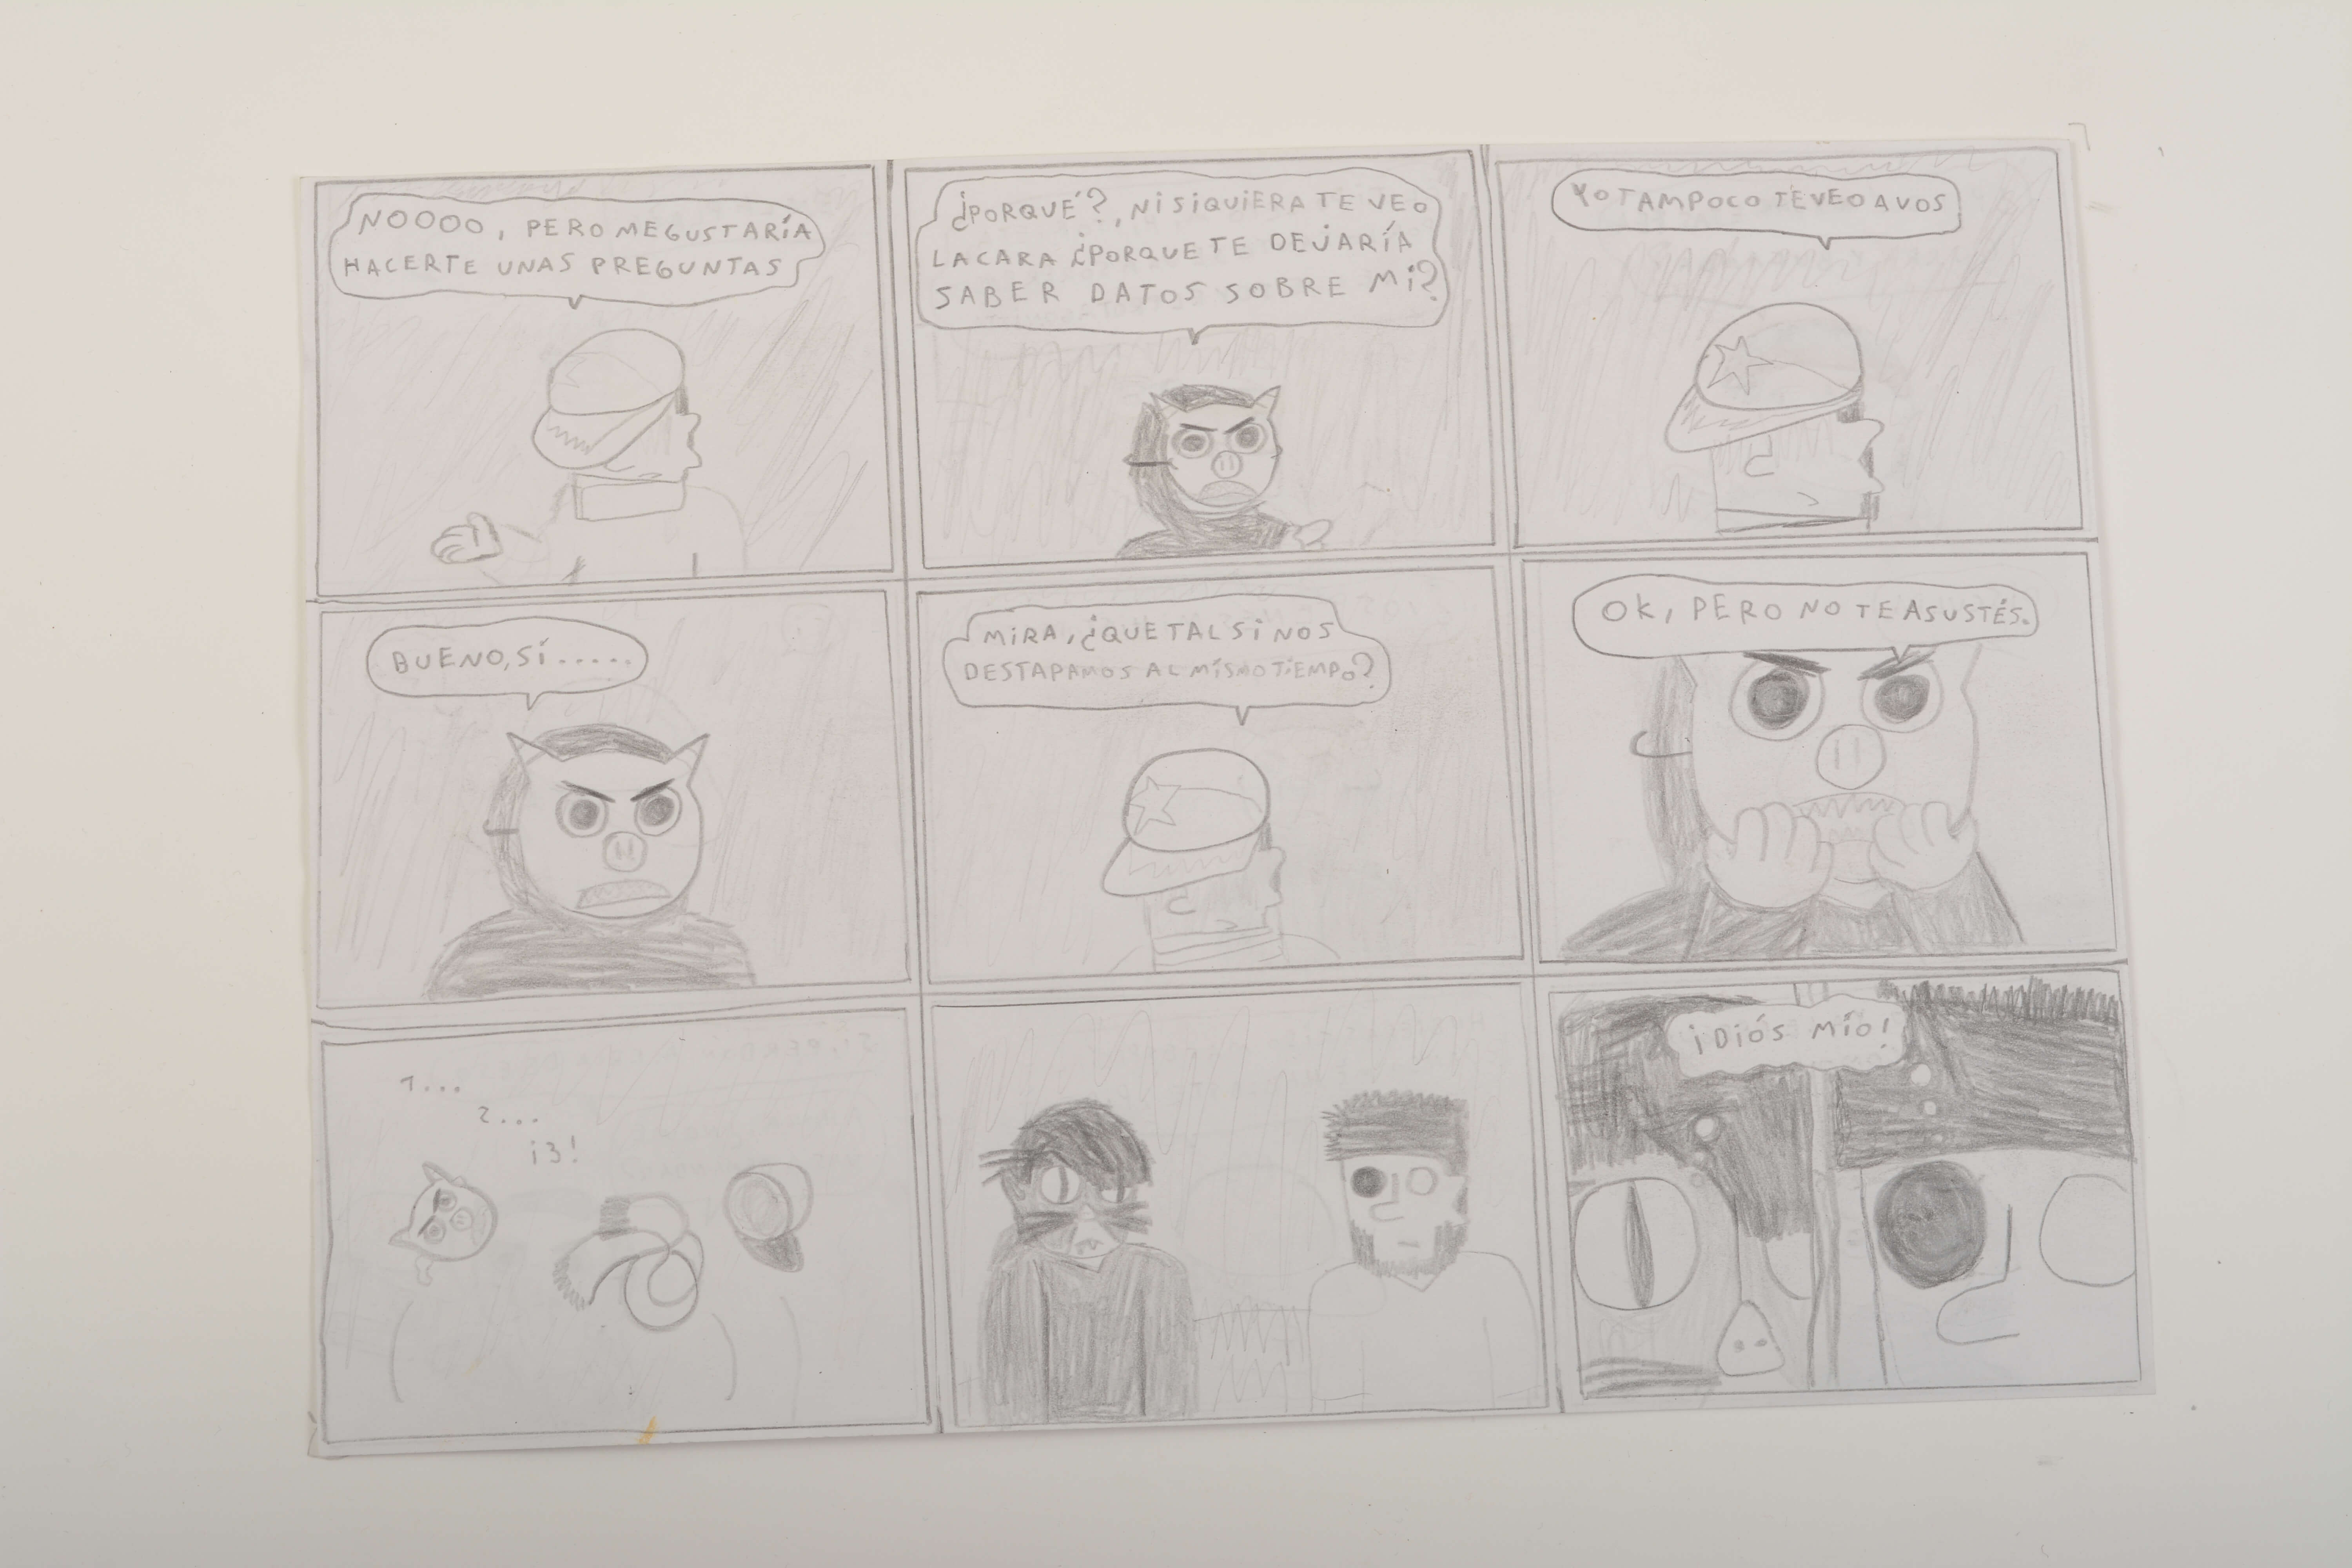 NOOOO, PERO ME GUSTARÍA
HACERTE UNAS PREGUNTAS
¿PORQUÉ?, NI SIQUIERA TE VEO
LA CARA ¿PORQUE TE DEJARÍA
SABER DATOS SOBRE MI?
YO TAMPOCO TE VEO A VOS
BUENO, SÍ.....
MIRA, ¿QUE TAL SI NOS
DESTAPAMOS AL MÍSMO TIEMPO?
OK, PERO NO TE ASUSTÉS.
1...
2...
¡3!
¡DIÓS MÍO!